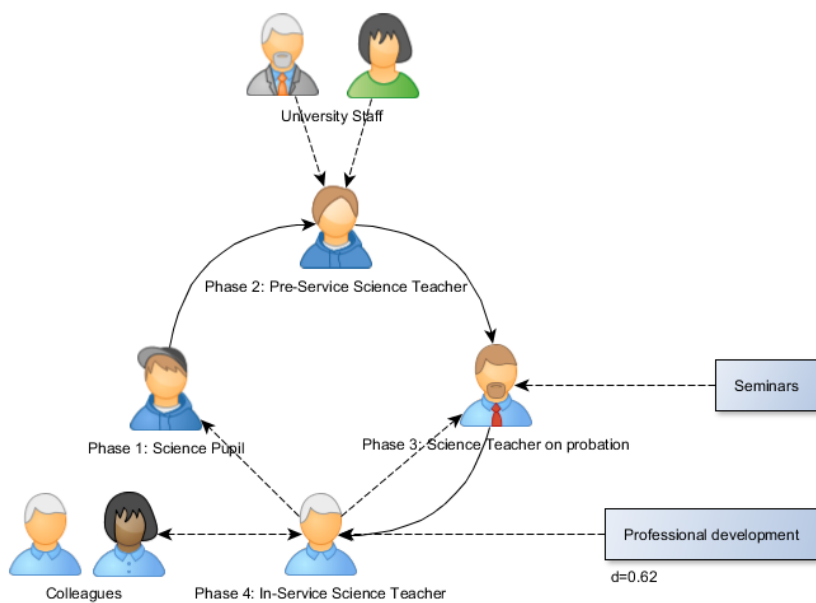 University Staff
Phase 2: Pre-Service Science Teacher
Seminars
Phase 1: Science Pupil
Phase 3: Science Teacher on probation
Professional development
d=0.62
Colleagues
Phase 4: In-Service Science Teacher